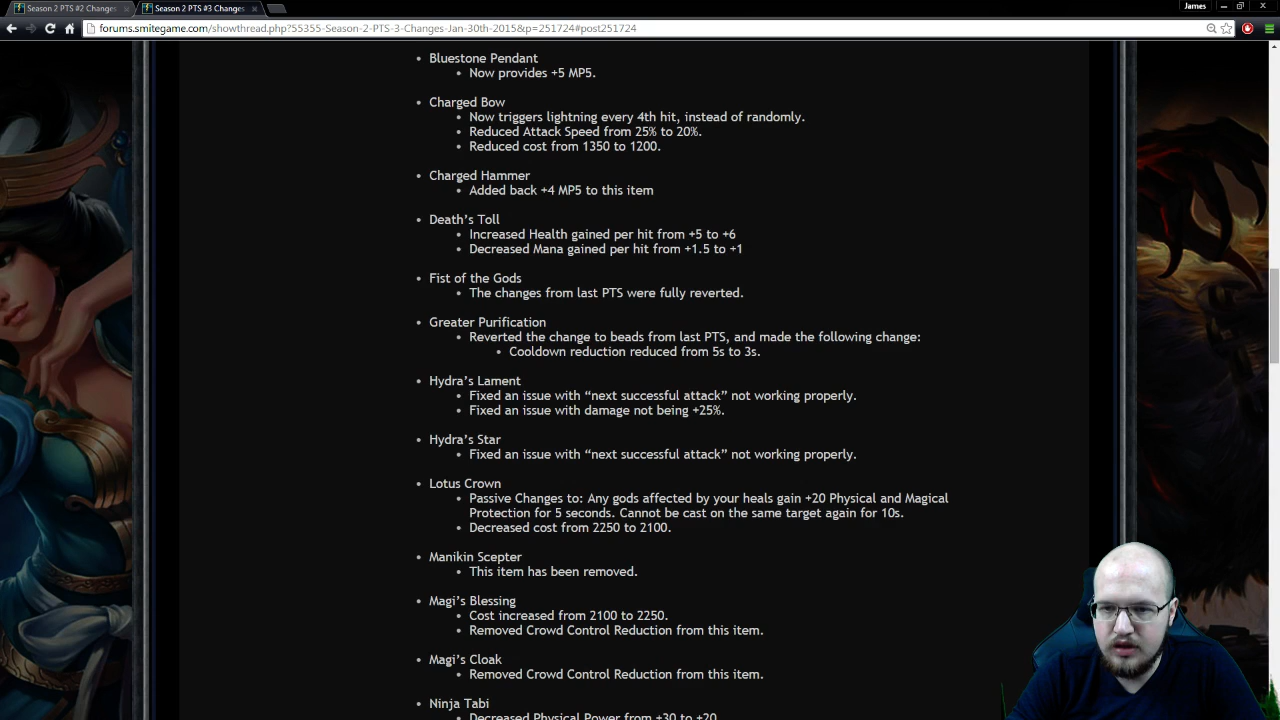 Season 2 PTS #2 Changes
Season 2 PTS #3 Changes
James
forums.smitegame.com/showthread.php?55355-Season-2-PTS-3-Changes-Jan-30th-2015&p=251724#post251724
Bluestone Pendant
Now provides +5 MP5.
Charged Bow
Now triggers lightning every 4th hit, instead of randomly.
Reduced Attack Speed from 25% to 20%.
Reduced cost from 1350 to 1200.
Charged Hammer
Added back +4 MP5 to this item
Death’s Toll
Increased Health gained per hit from +5 to +6
Decreased Mana gained per hit from +1.5 to +1
Fist of the Gods
The changes from last PTS were fully reverted.
Greater Purification
Reverted the change to beads from last PTS, and made the following change:
Cooldown reduction reduced from 5s to 3s.
Hydra’s Lament
Fixed an issue with “next successful attack” not working properly.
Fixed an issue with damage not being +25%.
Hydra’s Star
Fixed an issue with “next successful attack” not working properly.
Lotus Crown
Passive Changes to: Any gods affected by your heals gain +20 Physical and Magical
Protection for 5 seconds. Cannot be cast on the same target again for 10s.
Decreased cost from 2250 to 2100.
Manikin Scepter
This item has been removed.
Magi’s Blessing
Cost increased from 2100 to 2250.
Removed Crowd Control Reduction from this item.
Magi’s Cloak
Removed Crowd Control Reduction from this item.
Ninja Tabi
Decreased Physical Power from +30 to +20